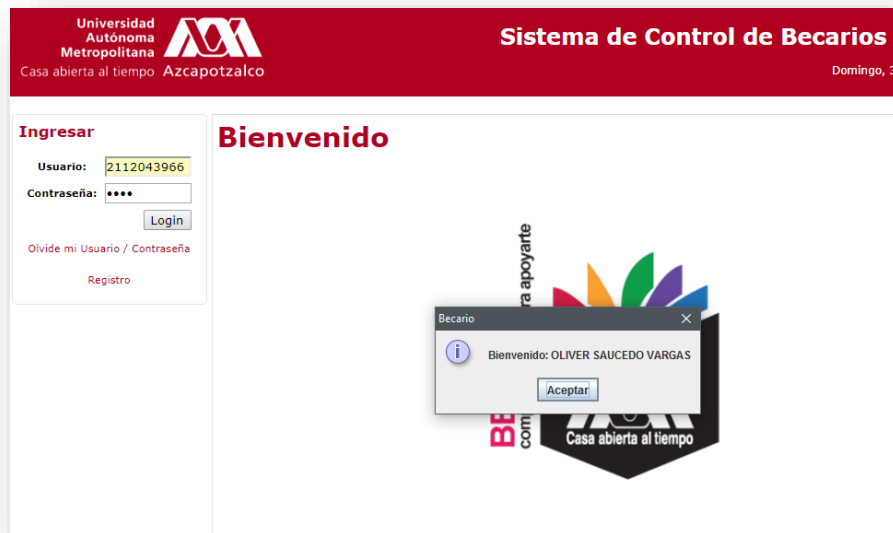 Universidad
Autónoma
Metropolitana
Casa abierta al tiempo Azcapotzalco
Sistema de Control de Becarios
Domingo, 3
Ingresar
Usuario: 2112043966
Contraseña: ••••
Login
Olvide mi Usuario / Contraseña
Registro
Bienvenido
ra apoyarte
Becario
Bienvenido: OLIVER SAUCEDO VARGAS
Aceptar
BE
com
Casa abierta al tiempo